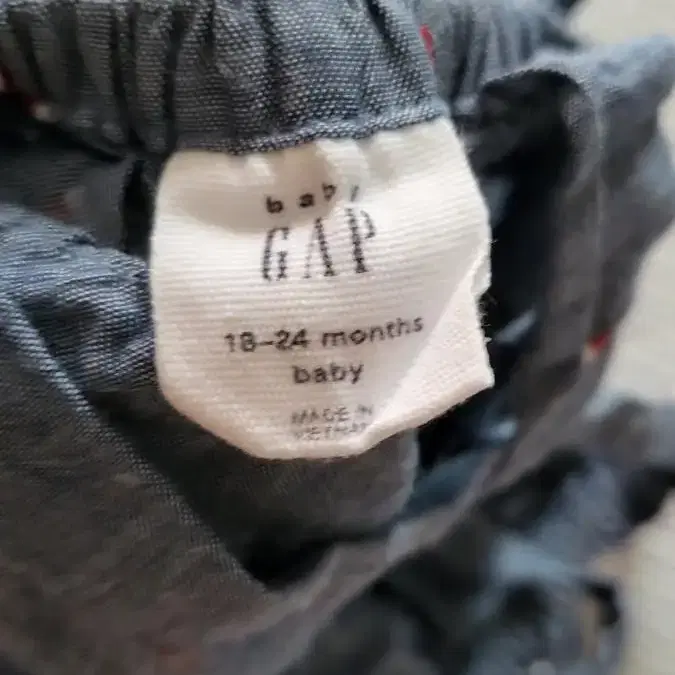 baby
GAP
18-24 months
baby
MADE IN
VIETNAM